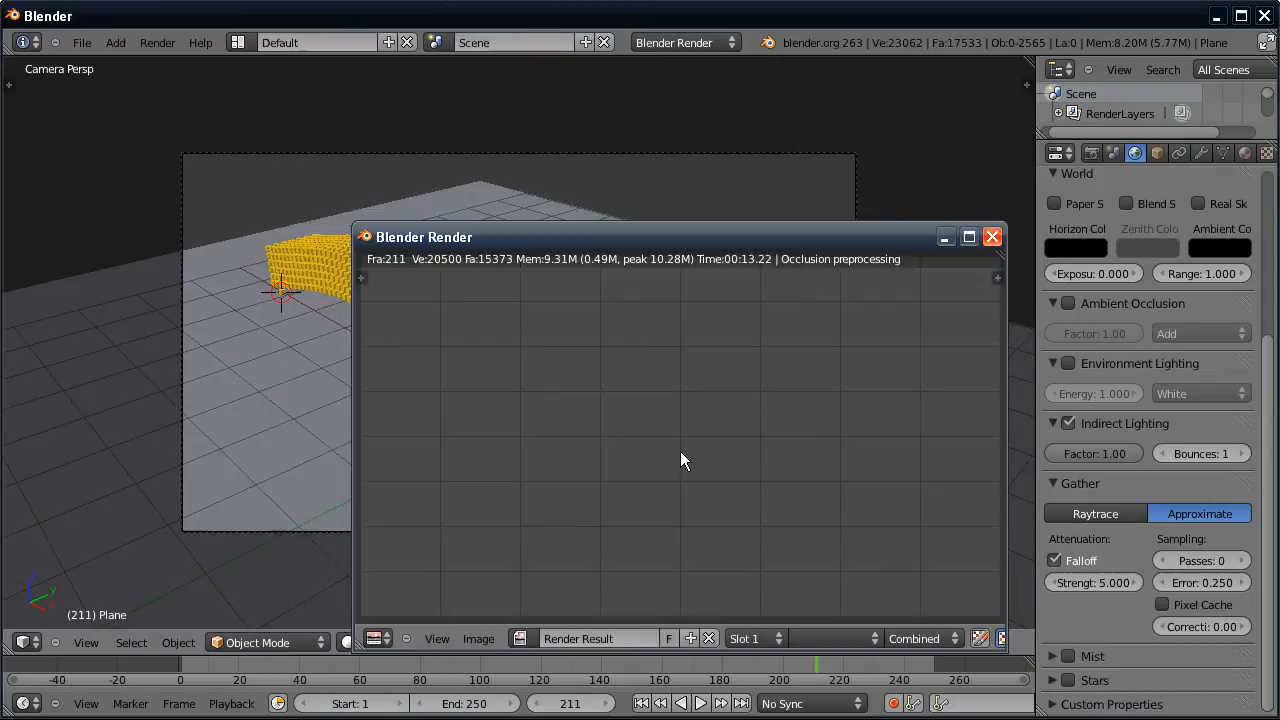 Blender
File Add Render Help Default Scene Blender Render blender.org 263 | Ve:23062 | Fa:17533 | Ob:0-2565 | La:0 | Mem:8.20M (5.77M) | Plane
Camera Persp
View Search All Scenes
Scene
RenderLayers
World
Paper S Blend S Real Sk
Horizon Col Zenith Colo Ambient Co
Exposu: 0.000 Range: 1.000
Ambient Occlusion
Factor: 1.00 Add
Environment Lighting
Energy: 1.000 White
Indirect Lighting
Factor: 1.00 Bounces: 1
Gather
Raytrace Approximate
Attenuation: Sampling:
Falloff Passes: 0
Strengt: 5.000 Error: 0.250
Pixel Cache
Correcti: 0.00
Mist
Stars
Custom Properties
Blender Render
Fra:211 Ve:20500 Fa:15373 Mem:9.31M (0.49M, peak 10.28M) Time:00:13.22 | Occlusion preprocessing
View Image Render Result F Slot 1 Combined
(211) Plane
View Select Object Object Mode
-40 -20 0 20 40 60 80 100 120 140 160 180 200 220 240 260
View Marker Frame Playback Start: 1 End: 250 211 No Sync